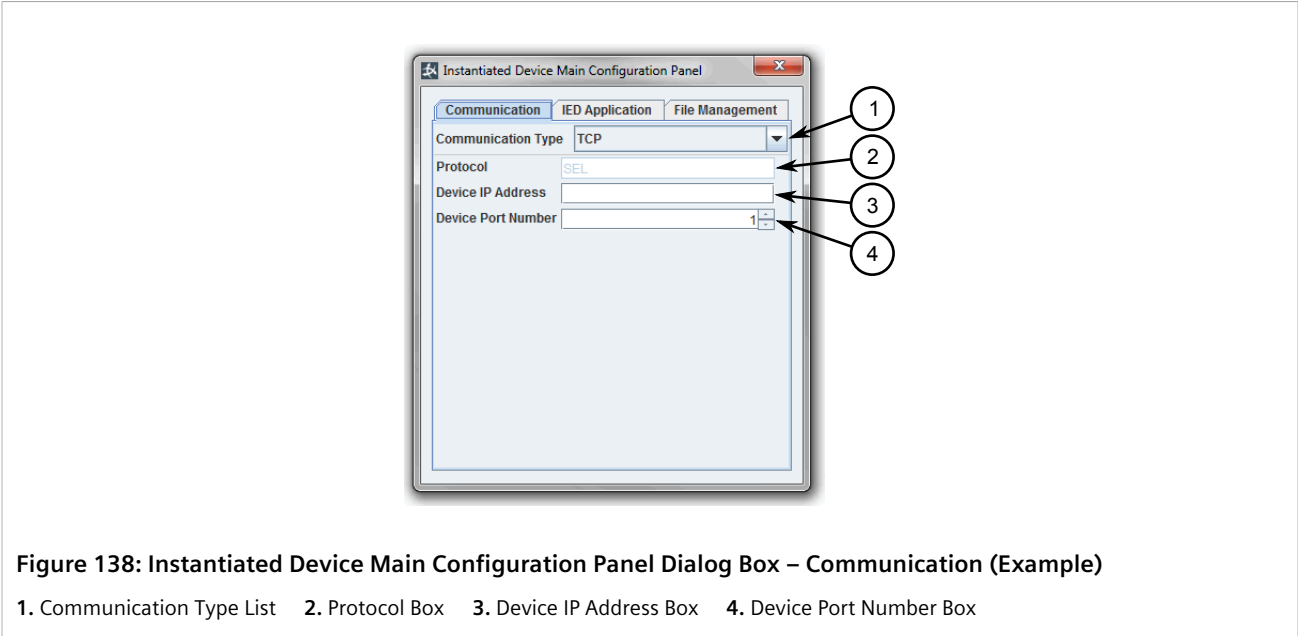 Instantiated Device Main Configuration Panel
Communication IED Application File Management
Communication Type TCP
Protocol SEL
Device IP Address
Device Port Number 1
1
2
3
4
Figure 138: Instantiated Device Main Configuration Panel Dialog Box – Communication (Example)
1. Communication Type List 2. Protocol Box 3. Device IP Address Box 4. Device Port Number Box